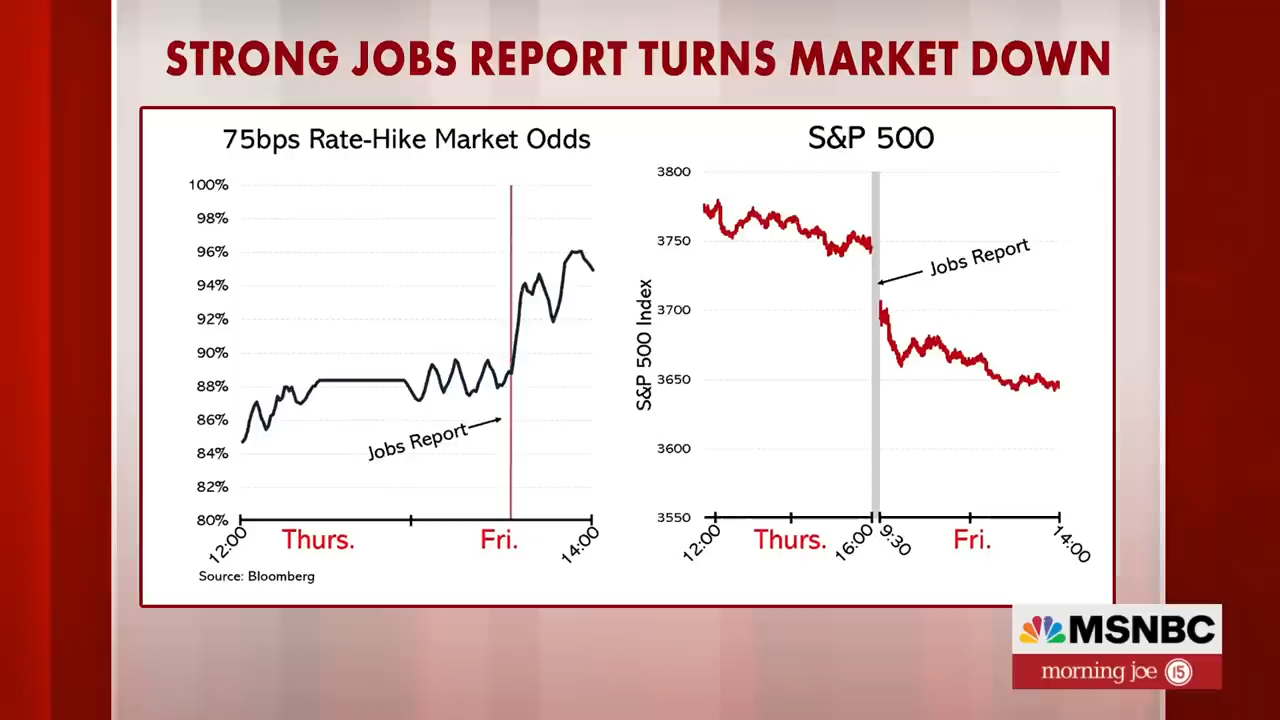 STRONG JOBS REPORT TURNS MARKET DOWN
75bps Rate-Hike Market Odds
100%
98%
96%
94%
92%
90%
88%
86%
84%
82%
80%
Jobs Report
12:00
Thurs.
Fri.
14:00
Source: Bloomberg
S&P 500
S&P 500 Index
3800
3750
3700
3650
3600
3550
Jobs Report
12:00
Thurs.
16:00
9:30
Fri.
14:00
MSNBC
morning joe 15